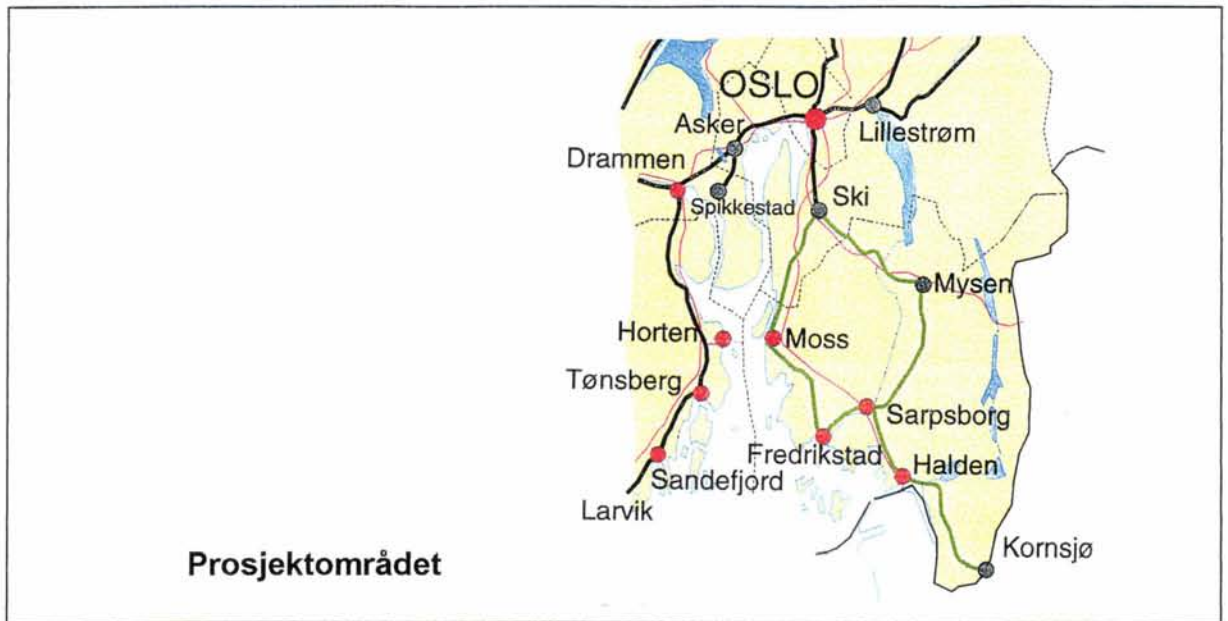 OSLO
Lillestrøm
Asker
Drammen
Spikkestad
Ski
Mysen
Horten
Moss
Tønsberg
Sarpsborg
Fredrikstad
Halden
Sandefjord
Larvik
Kornsjø
Prosjektområdet